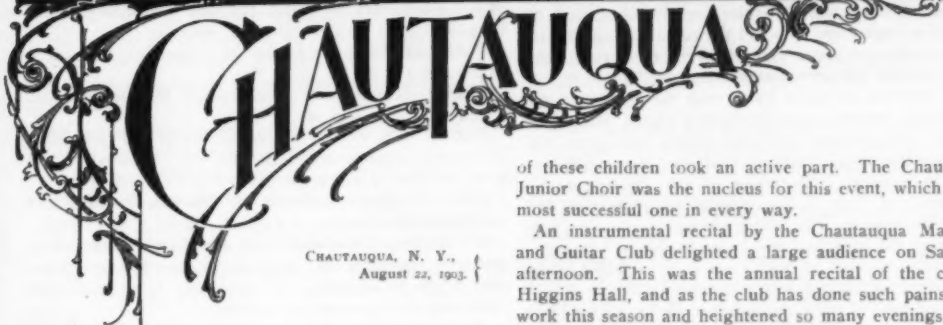 CHAUTAUQUA
CHAUTAUQUA, N. Y.,
August 22, 1903.
of these children took an active part. The Chau
Junior Choir was the nucleus for this event, which
most successful one in every way.
An instrumental recital by the Chautauqua Ma
and Guitar Club delighted a large audience on Sa
afternoon. This was the annual recital of the c
Higgins Hall, and as the club has done such pains
work this season and heightened so many evenings